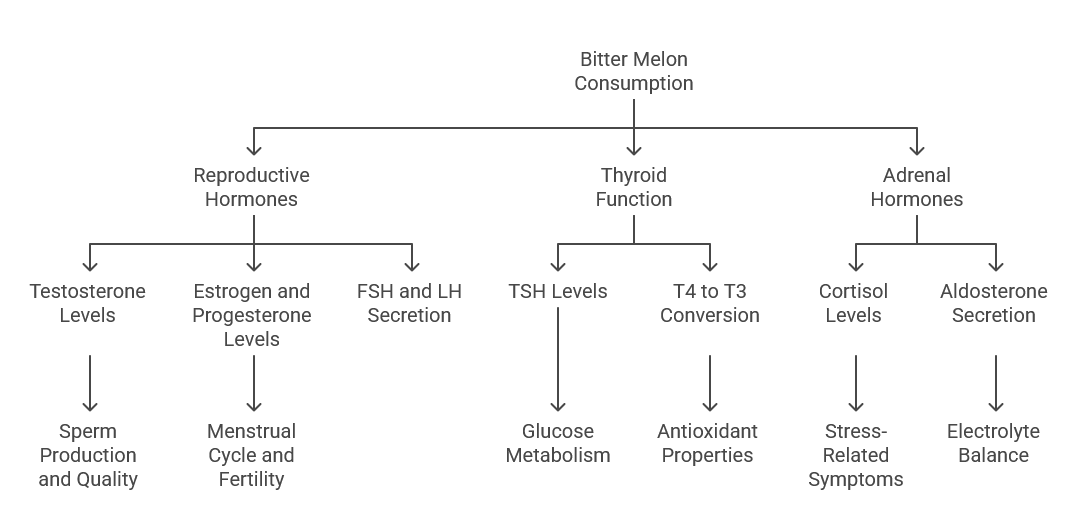 Bitter Melon
Consumption
Reproductive
Hormones
Thyroid
Function
Adrenal
Hormones
Testosterone
Levels
Estrogen and
Progesterone
Levels
FSH and LH
Secretion
TSH Levels
T4 to T3
Conversion
Cortisol
Levels
Aldosterone
Secretion
Sperm
Production
and Quality
Menstrual
Cycle and
Fertility
Glucose
Metabolism
Antioxidant
Properties
Stress-
Related
Symptoms
Electrolyte
Balance